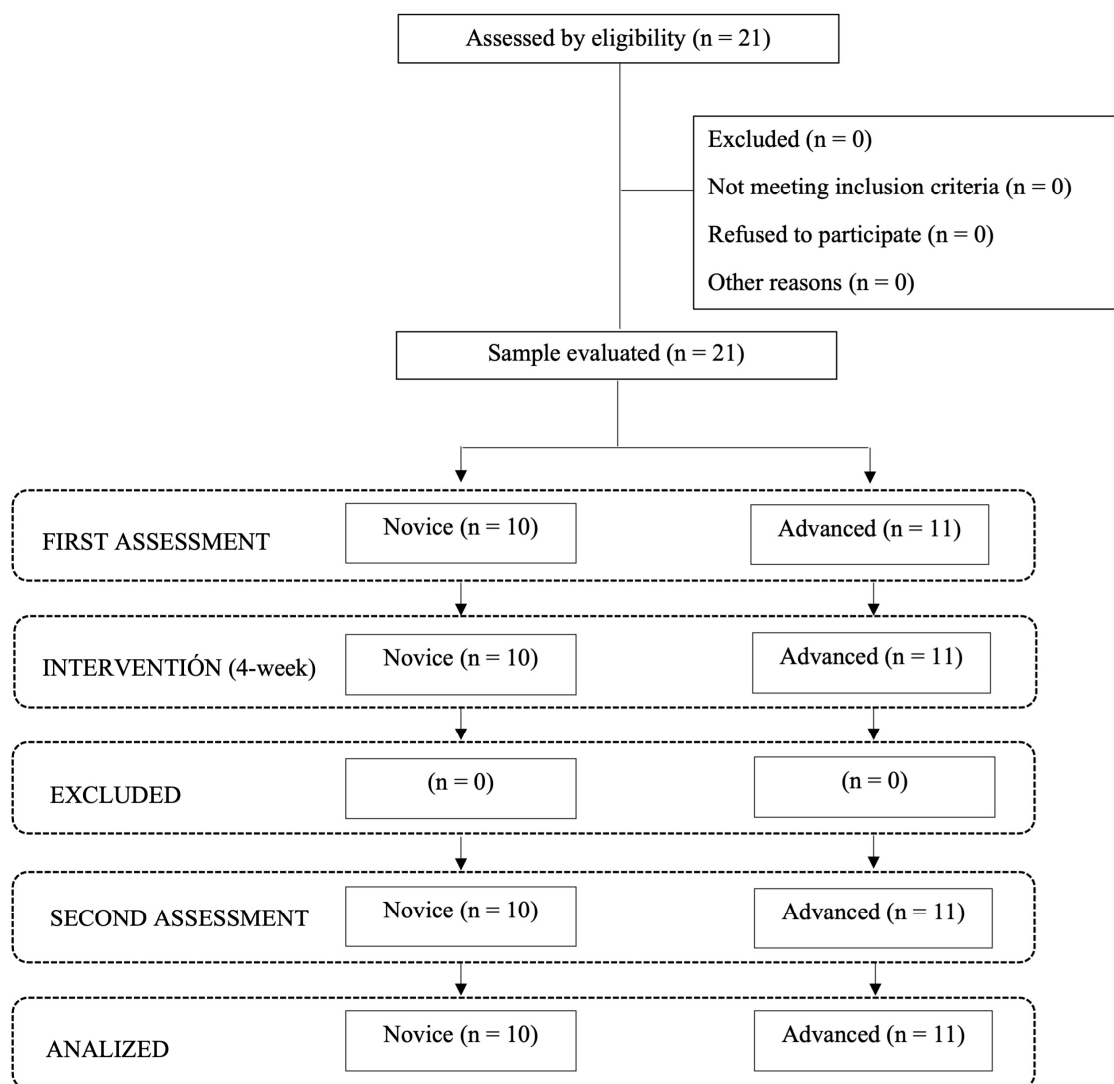 Assessed by eligibility (n = 21)
Excluded (n = 0)
Not meeting inclusion criteria (n = 0)
Refused to participate (n = 0)
Other reasons (n = 0)
Sample evaluated (n = 21)
FIRST ASSESSMENT
Novice (n = 10)
Advanced (n = 11)
INTERVENTIÓN (4-week)
Novice (n = 10)
Advanced (n = 11)
EXCLUDED
(n = 0)
(n = 0)
SECOND ASSESSMENT
Novice (n = 10)
Advanced (n = 11)
ANALIZED
Novice (n = 10)
Advanced (n = 11)